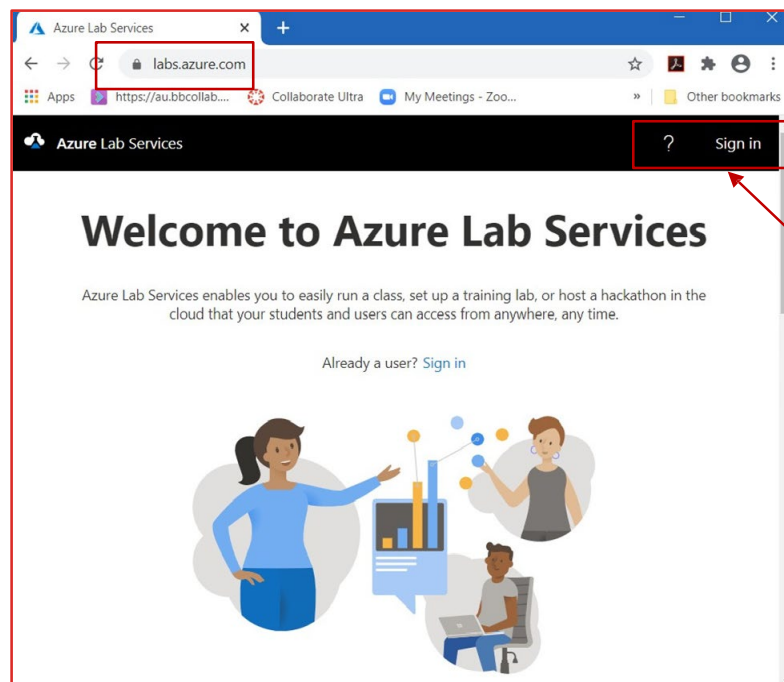 Azure Lab Services
labs.azure.com
Apps https://au.bbcollab.... Collaborate Ultra My Meetings - Zoo... » Other bookmarks
Azure Lab Services ? Sign in
Welcome to Azure Lab Services
Azure Lab Services enables you to easily run a class, set up a training lab, or host a hackathon in the
cloud that your students and users can access from anywhere, any time.
Already a user? Sign in